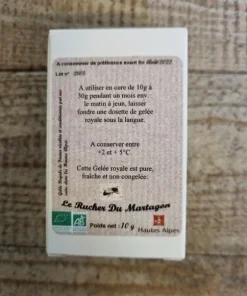 A consommer de préférence avant fin
Lot n°
A utiliser en cure de 10g à
30g pendant un mois env.
le matin à jeun, laisser
fondre une dosette de gelée
royale sous la langue.
A conserver entre
+2 et + 5°C.
Cette Gelée royale est pure,
fraîche et non congelée.
Le Rucher Du Martagon
AB
Poids net : 10 g
Hautes Alpes